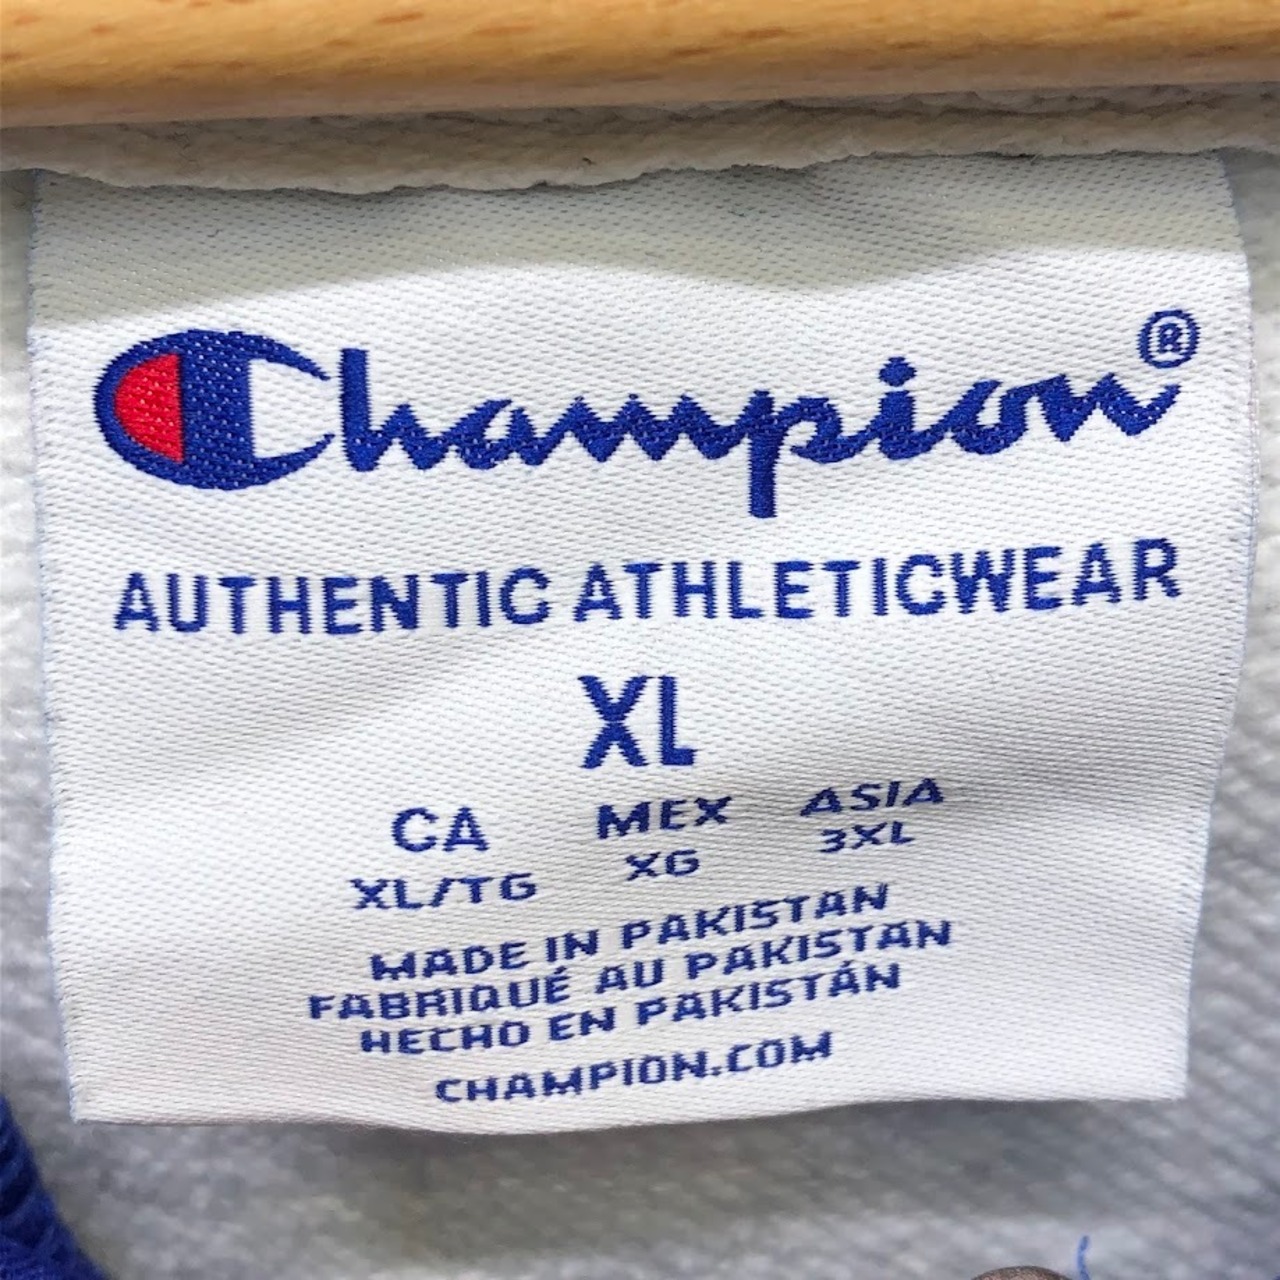 Champion®
AUTHENTIC ATHLETICWEAR
XL
CA MEX ASIA
XL/TG XG 3XL
MADE IN PAKISTAN
FABRIQUÉ AU PAKISTAN
HECHO EN PAKISTÁN
CHAMPION.COM